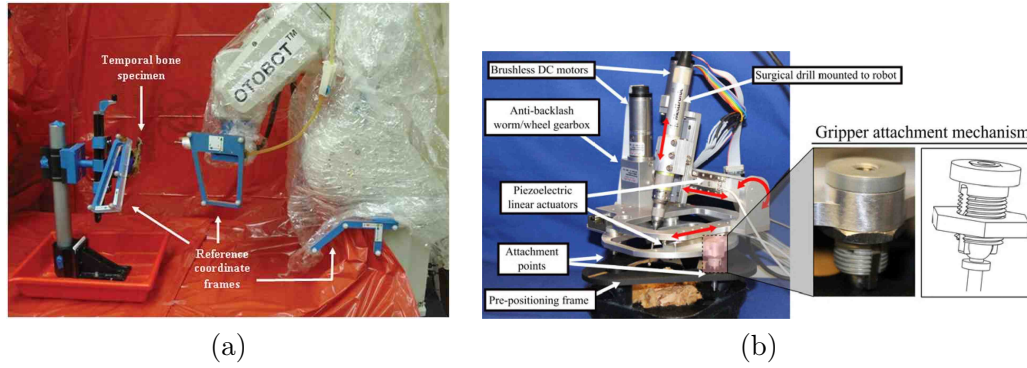 Temporal bone
specimen
OTOBOT™
Reference
coordinate
frames
(a)
Brushless DC motors
Surgical drill mounted to robot
Anti-backlash
worm/wheel gearbox
Gripper attachment mechanism
Piezoelectric
linear actuators
Attachment
points
Pre-positioning frame
(b)